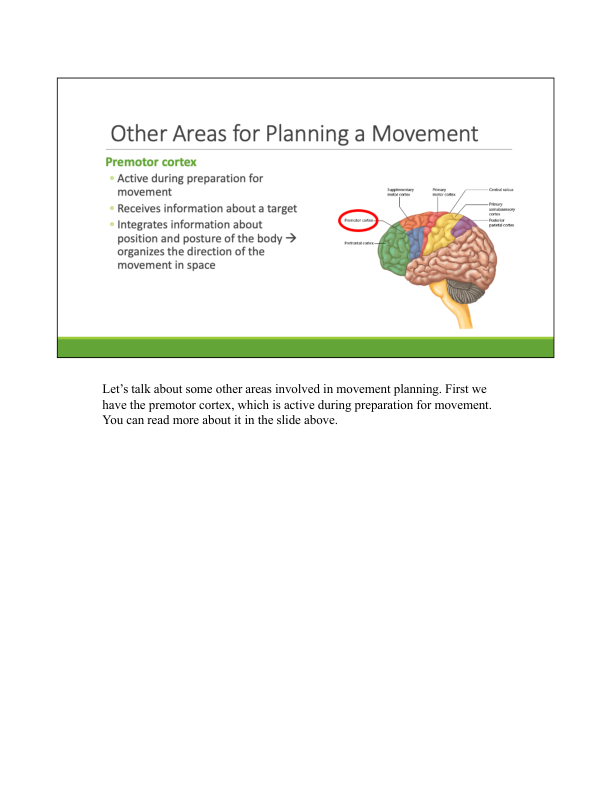 Other Areas for Planning a Movement
Premotor cortex
◦ Active during preparation for
movement
◦ Receives information about a target
◦ Integrates information about
position and posture of the body →
organizes the direction of the
movement in space
Supplementary
motor cortex
Primary
motor cortex
Central sulcus
Primary
somatosensory
cortex
Posterior
parietal cortex
Premotor cortex
Prefrontal cortex
Let’s talk about some other areas involved in movement planning. First we
have the premotor cortex, which is active during preparation for movement.
You can read more about it in the slide above.